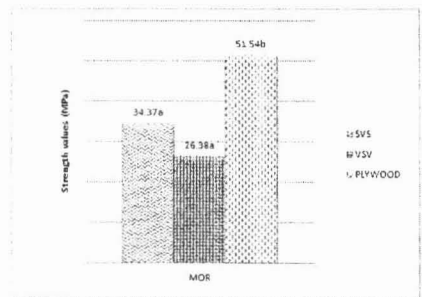 51.54b
34.37a
26.38a
Strength values (MPa)
SVS
VSV
PLYWOOD
MOR